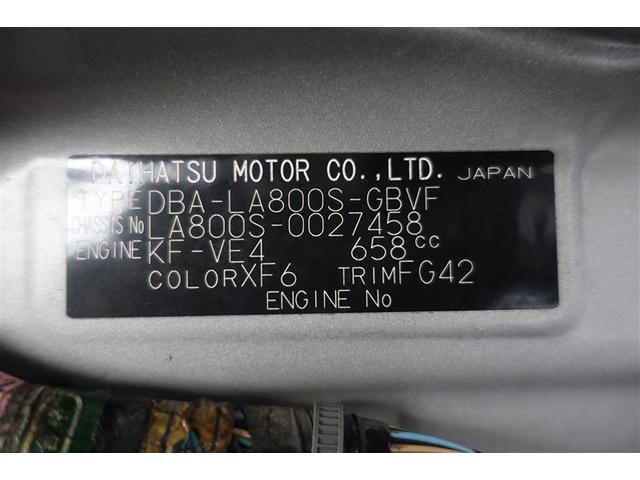 DAIHATSU MOTOR CO.,LTD. JAPAN
TYPE DBA-LA800S-GBVF
CHASSIS No LA800S-0027458
ENGINE KF-VE4 658cc
COLOR XF6 TRIM FG42
ENGINE No